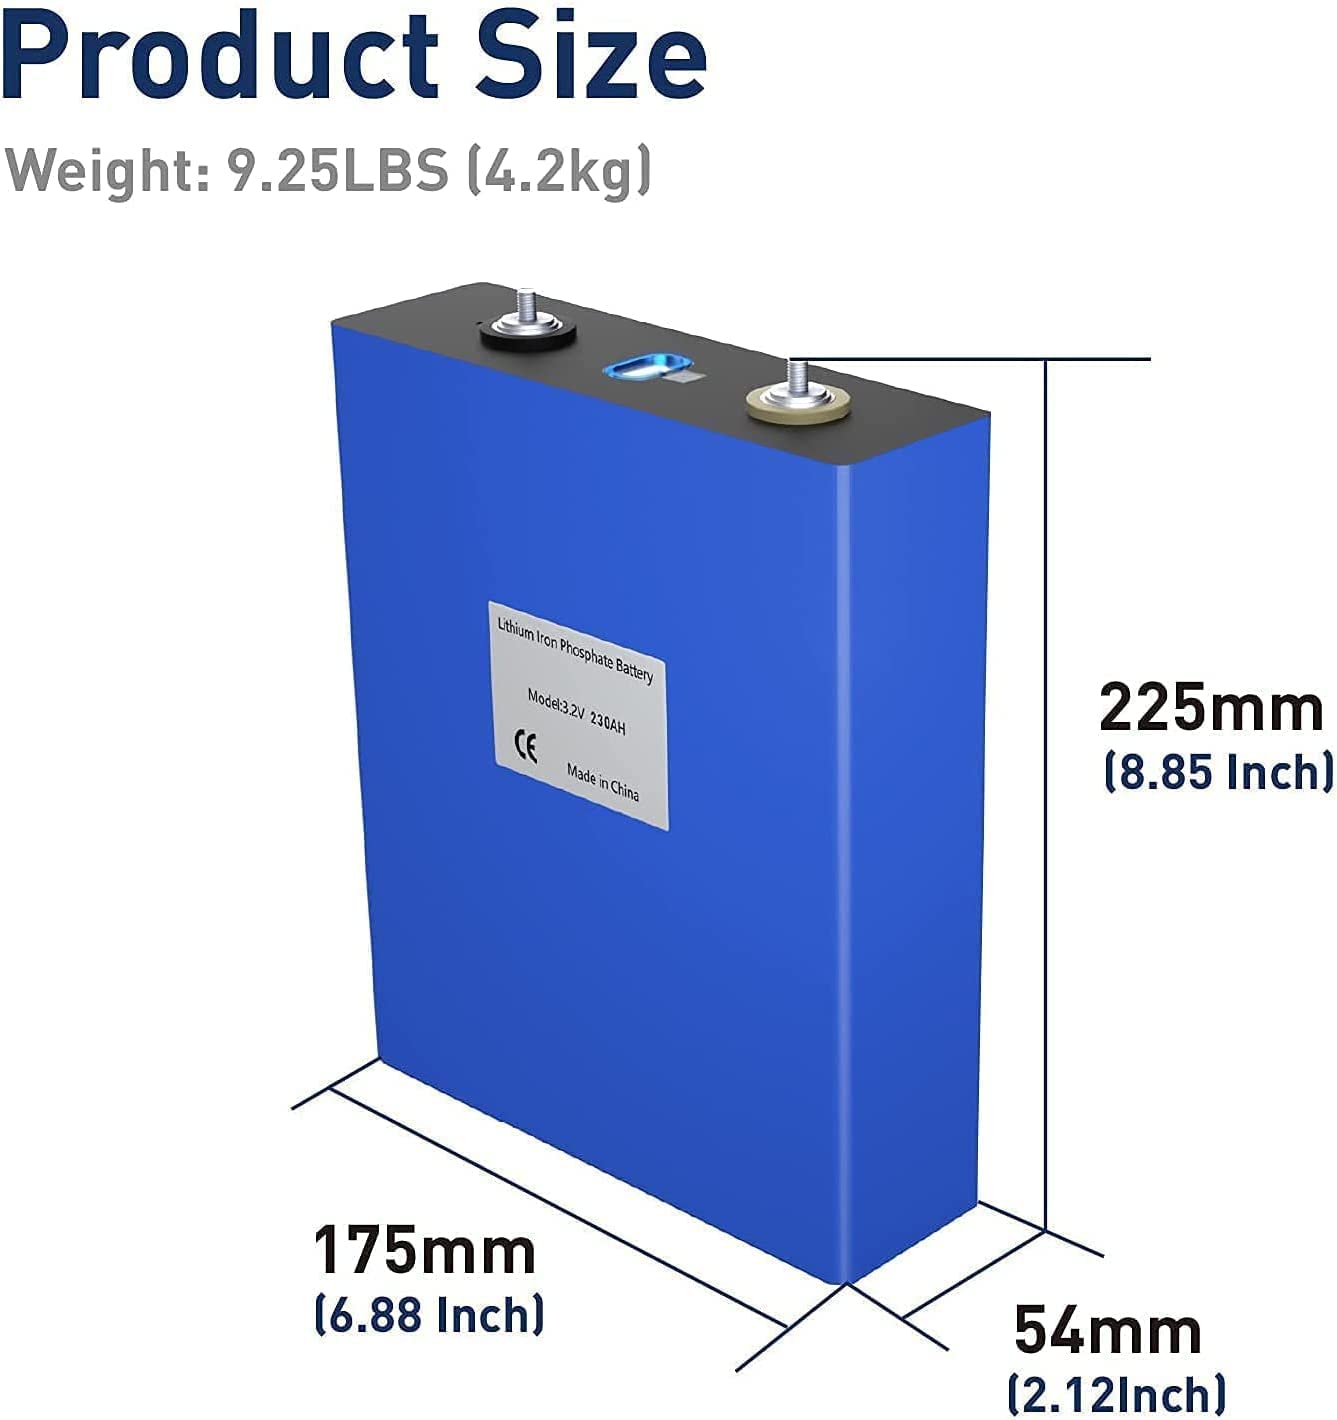 Product Size
Weight: 9.25LBS (4.2kg)
Lithium Iron Phosphate Battery
Model:3.2V 230AH
CE
Made in China
225mm
(8.85 Inch)
175mm
(6.88 Inch)
54mm
(2.12Inch)